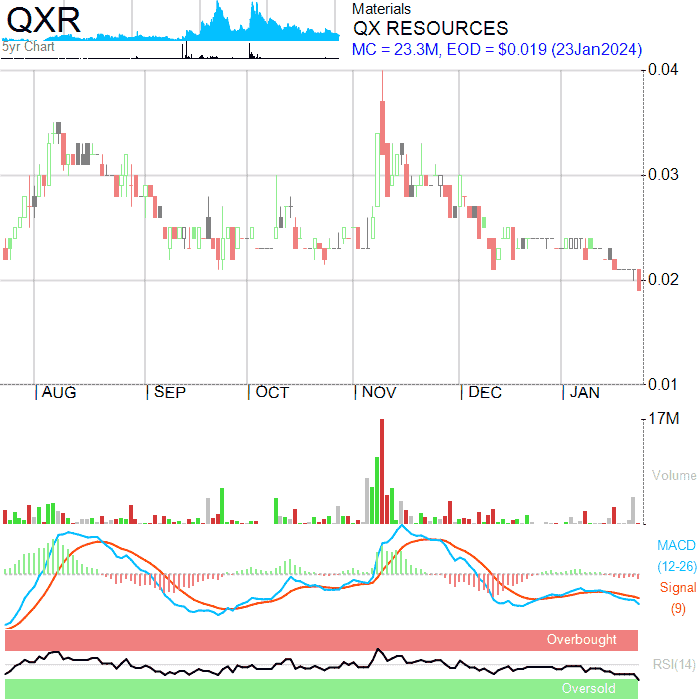 QXR
5yr Chart
Materials
QX RESOURCES
MC = 23.3M, EOD = $0.019 (23Jan2024)
0.04
0.03
0.02
0.01
AUG SEP OCT NOV DEC JAN
17M
Volume
MACD
(12-26)
Signal
(9)
Overbought
RSI(14)
Oversold